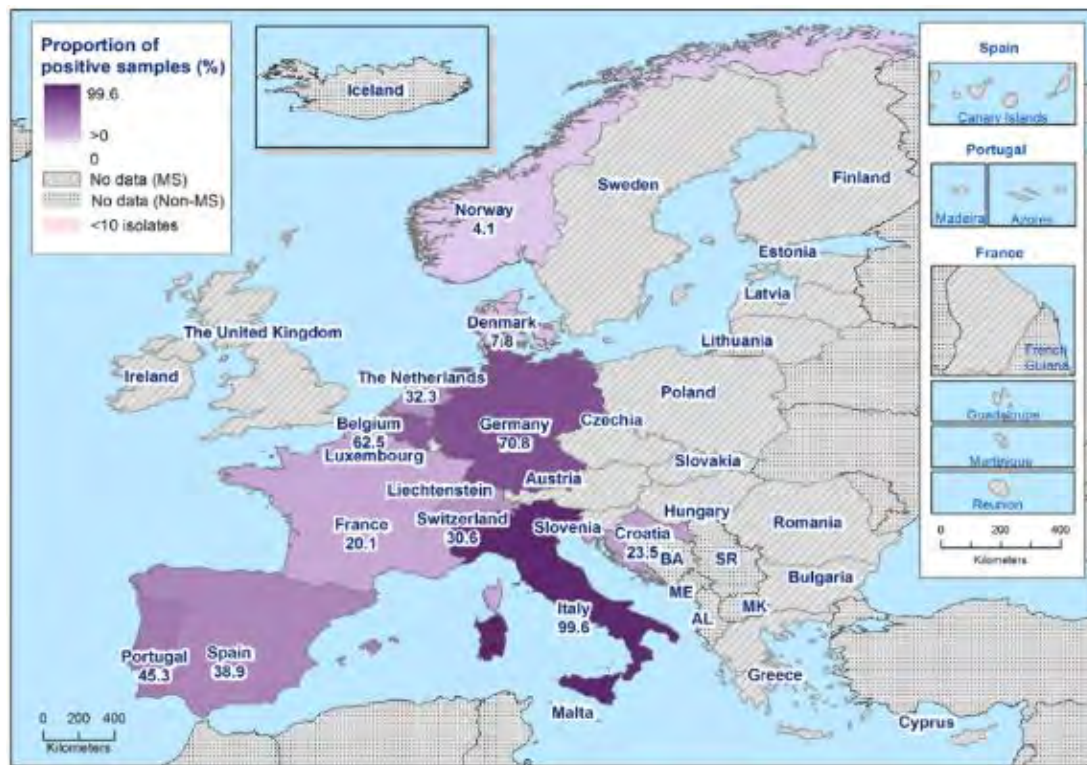 Proportion of
positive samples (%)
99.6
>0
0
No data (MS)
No data (Non-MS)
<10 isolates
Iceland
Norway
4.1
Sweden
Finland
Estonia
Latvia
Lithuania
The United Kingdom
Ireland
Denmark
7.8
The Netherlands
32.3
Belgium
62.5
Luxembourg
Germany
70.8
Poland
Czechia
Slovakia
Austria
Liechtenstein
Switzerland
30.6
Hungary
Slovenia
Croatia
23.5
Romania
France
20.1
BA
SR
Bulgaria
ME
MK
AL
Italy
99.6
Portugal
45.3
Spain
38.9
Greece
Malta
Cyprus
0 200 400
Kilometers
Spain
Canary Islands
Portugal
Madeira
Azores
France
French
Guiana
Guadeloupe
Martinique
Reunion
0 200 400
Kilometers